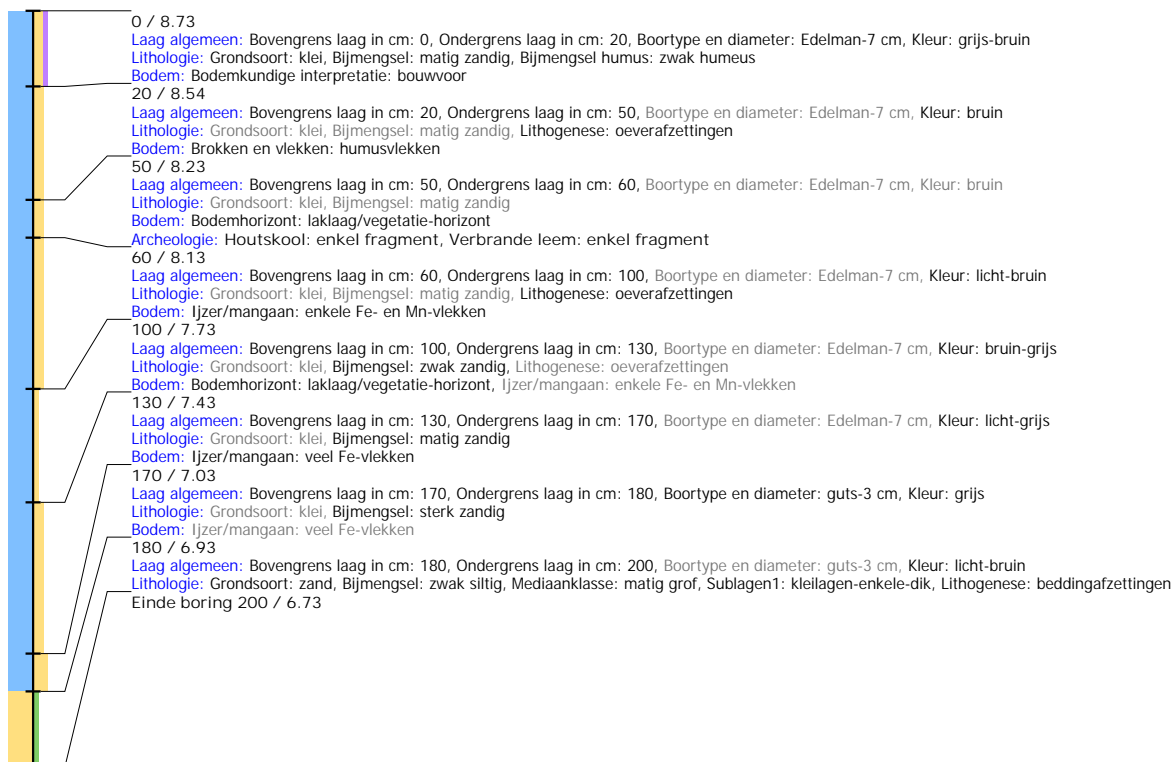 0 / 8.73
Laag algemeen: Bovengrens laag in cm: 0, Ondergrens laag in cm: 20, Boortype en diameter: Edelman-7 cm, Kleur: grijs-bruin
Lithologie: Grondsoort: klei, Bijmengsel: matig zandig, Bijmengsel humus: zwak humeus
Bodem: Bodemkundige interpretatie: bouwvoor
20 / 8.54
Laag algemeen: Bovengrens laag in cm: 20, Ondergrens laag in cm: 50, Boortype en diameter: Edelman-7 cm, Kleur: bruin
Lithologie: Grondsoort: klei, Bijmengsel: matig zandig, Lithogenese: oeverafzettingen
Bodem: Brokken en vlekken: humusvlekken
50 / 8.23
Laag algemeen: Bovengrens laag in cm: 50, Ondergrens laag in cm: 60, Boortype en diameter: Edelman-7 cm, Kleur: bruin
Lithologie: Grondsoort: klei, Bijmengsel: matig zandig
Bodem: Bodemhorizont: laklaag/vegetatie-horizont
Archeologie: Houtskool: enkel fragment, Verbrande leem: enkel fragment
60 / 8.13
Laag algemeen: Bovengrens laag in cm: 60, Ondergrens laag in cm: 100, Boortype en diameter: Edelman-7 cm, Kleur: licht-bruin
Lithologie: Grondsoort: klei, Bijmengsel: matig zandig, Lithogenese: oeverafzettingen
Bodem: Ijzer/mangaan: enkele Fe- en Mn-vlekken
100 / 7.73
Laag algemeen: Bovengrens laag in cm: 100, Ondergrens laag in cm: 130, Boortype en diameter: Edelman-7 cm, Kleur: bruin-grijs
Lithologie: Grondsoort: klei, Bijmengsel: zwak zandig, Lithogenese: oeverafzettingen
Bodem: Bodemhorizont: laklaag/vegetatie-horizont, Ijzer/mangaan: enkele Fe- en Mn-vlekken
130 / 7.43
Laag algemeen: Bovengrens laag in cm: 130, Ondergrens laag in cm: 170, Boortype en diameter: Edelman-7 cm, Kleur: licht-grijs
Lithologie: Grondsoort: klei, Bijmengsel: matig zandig
Bodem: Ijzer/mangaan: veel Fe-vlekken
170 / 7.03
Laag algemeen: Bovengrens laag in cm: 170, Ondergrens laag in cm: 180, Boortype en diameter: guts-3 cm, Kleur: grijs
Lithologie: Grondsoort: klei, Bijmengsel: sterk zandig
Bodem: Ijzer/mangaan: veel Fe-vlekken
180 / 6.93
Laag algemeen: Bovengrens laag in cm: 180, Ondergrens laag in cm: 200, Boortype en diameter: guts-3 cm, Kleur: licht-bruin
Lithologie: Grondsoort: zand, Bijmengsel: zwak siltig, Mediaanklasse: matig grof, Sublagen1: kleilagen-enkele-dik, Lithogenese: beddingafzettingen
Einde boring 200 / 6.73